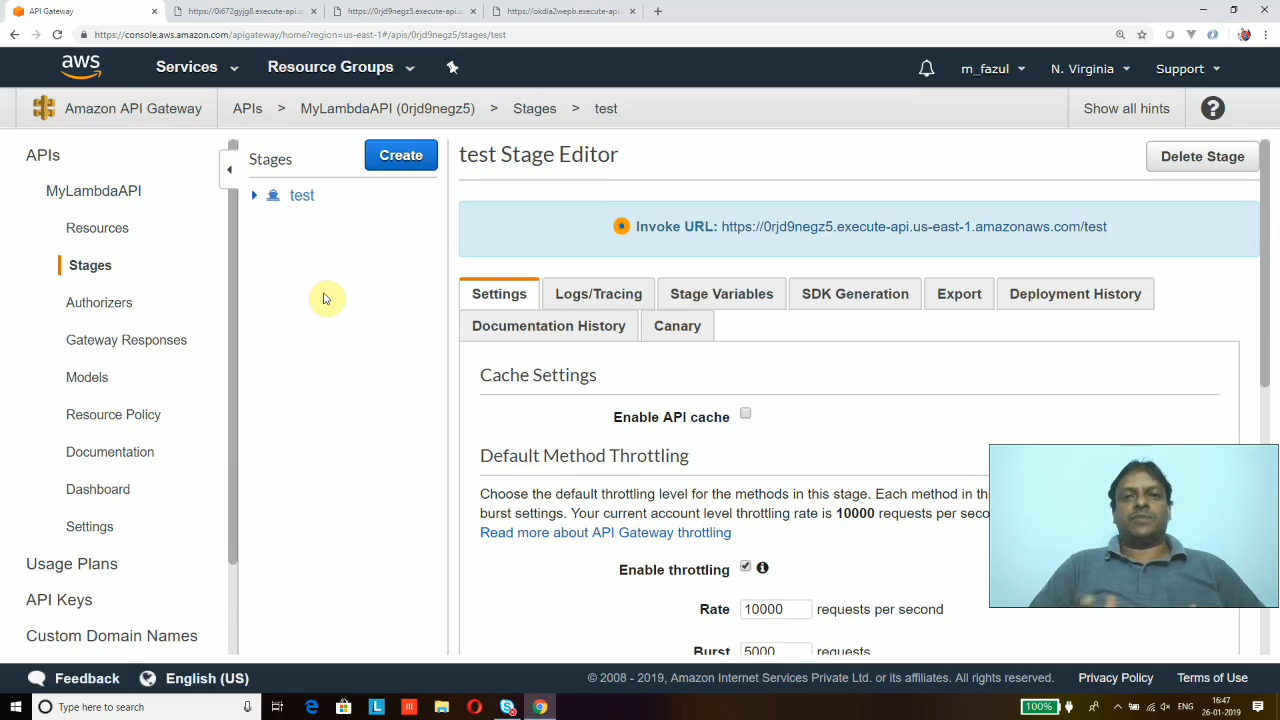 API Gateway
https://0i672gyjg8.execute-api.u
https://0rjd9negz5.execute-api.u
https://okdia2wepb.execute-api.u
https://console.aws.amazon.com/apigateway/home?region=us-east-1#/apis/0rjd9negz5/stages/test
aws
Services
Resource Groups
m_fazul
N. Virginia
Support
Amazon API Gateway
APIs > MyLambdaAPI (0rjd9negz5) > Stages > test
Show all hints
?
APIs
MyLambdaAPI
Resources
Stages
Authorizers
Gateway Responses
Models
Resource Policy
Documentation
Dashboard
Settings
Usage Plans
API Keys
Custom Domain Names
Stages
Create
test
test Stage Editor
Delete Stage
Invoke URL: https://0rjd9negz5.execute-api.us-east-1.amazonaws.com/test
Settings
Logs/Tracing
Stage Variables
SDK Generation
Export
Deployment History
Documentation History
Canary
Cache Settings
Enable API cache
Default Method Throttling
Choose the default throttling level for the methods in this stage. Each method in th
burst settings. Your current account level throttling rate is 10000 requests per seco
Read more about API Gateway throttling
Enable throttling
Rate 10000 requests per second
Burst 5000 requests
Feedback
English (US)
© 2008 - 2019, Amazon Internet Services Private Ltd. or its affiliates. All rights reserved.
Privacy Policy
Terms of Use
Type here to search
100%
ENG
16:47
26-01-2019